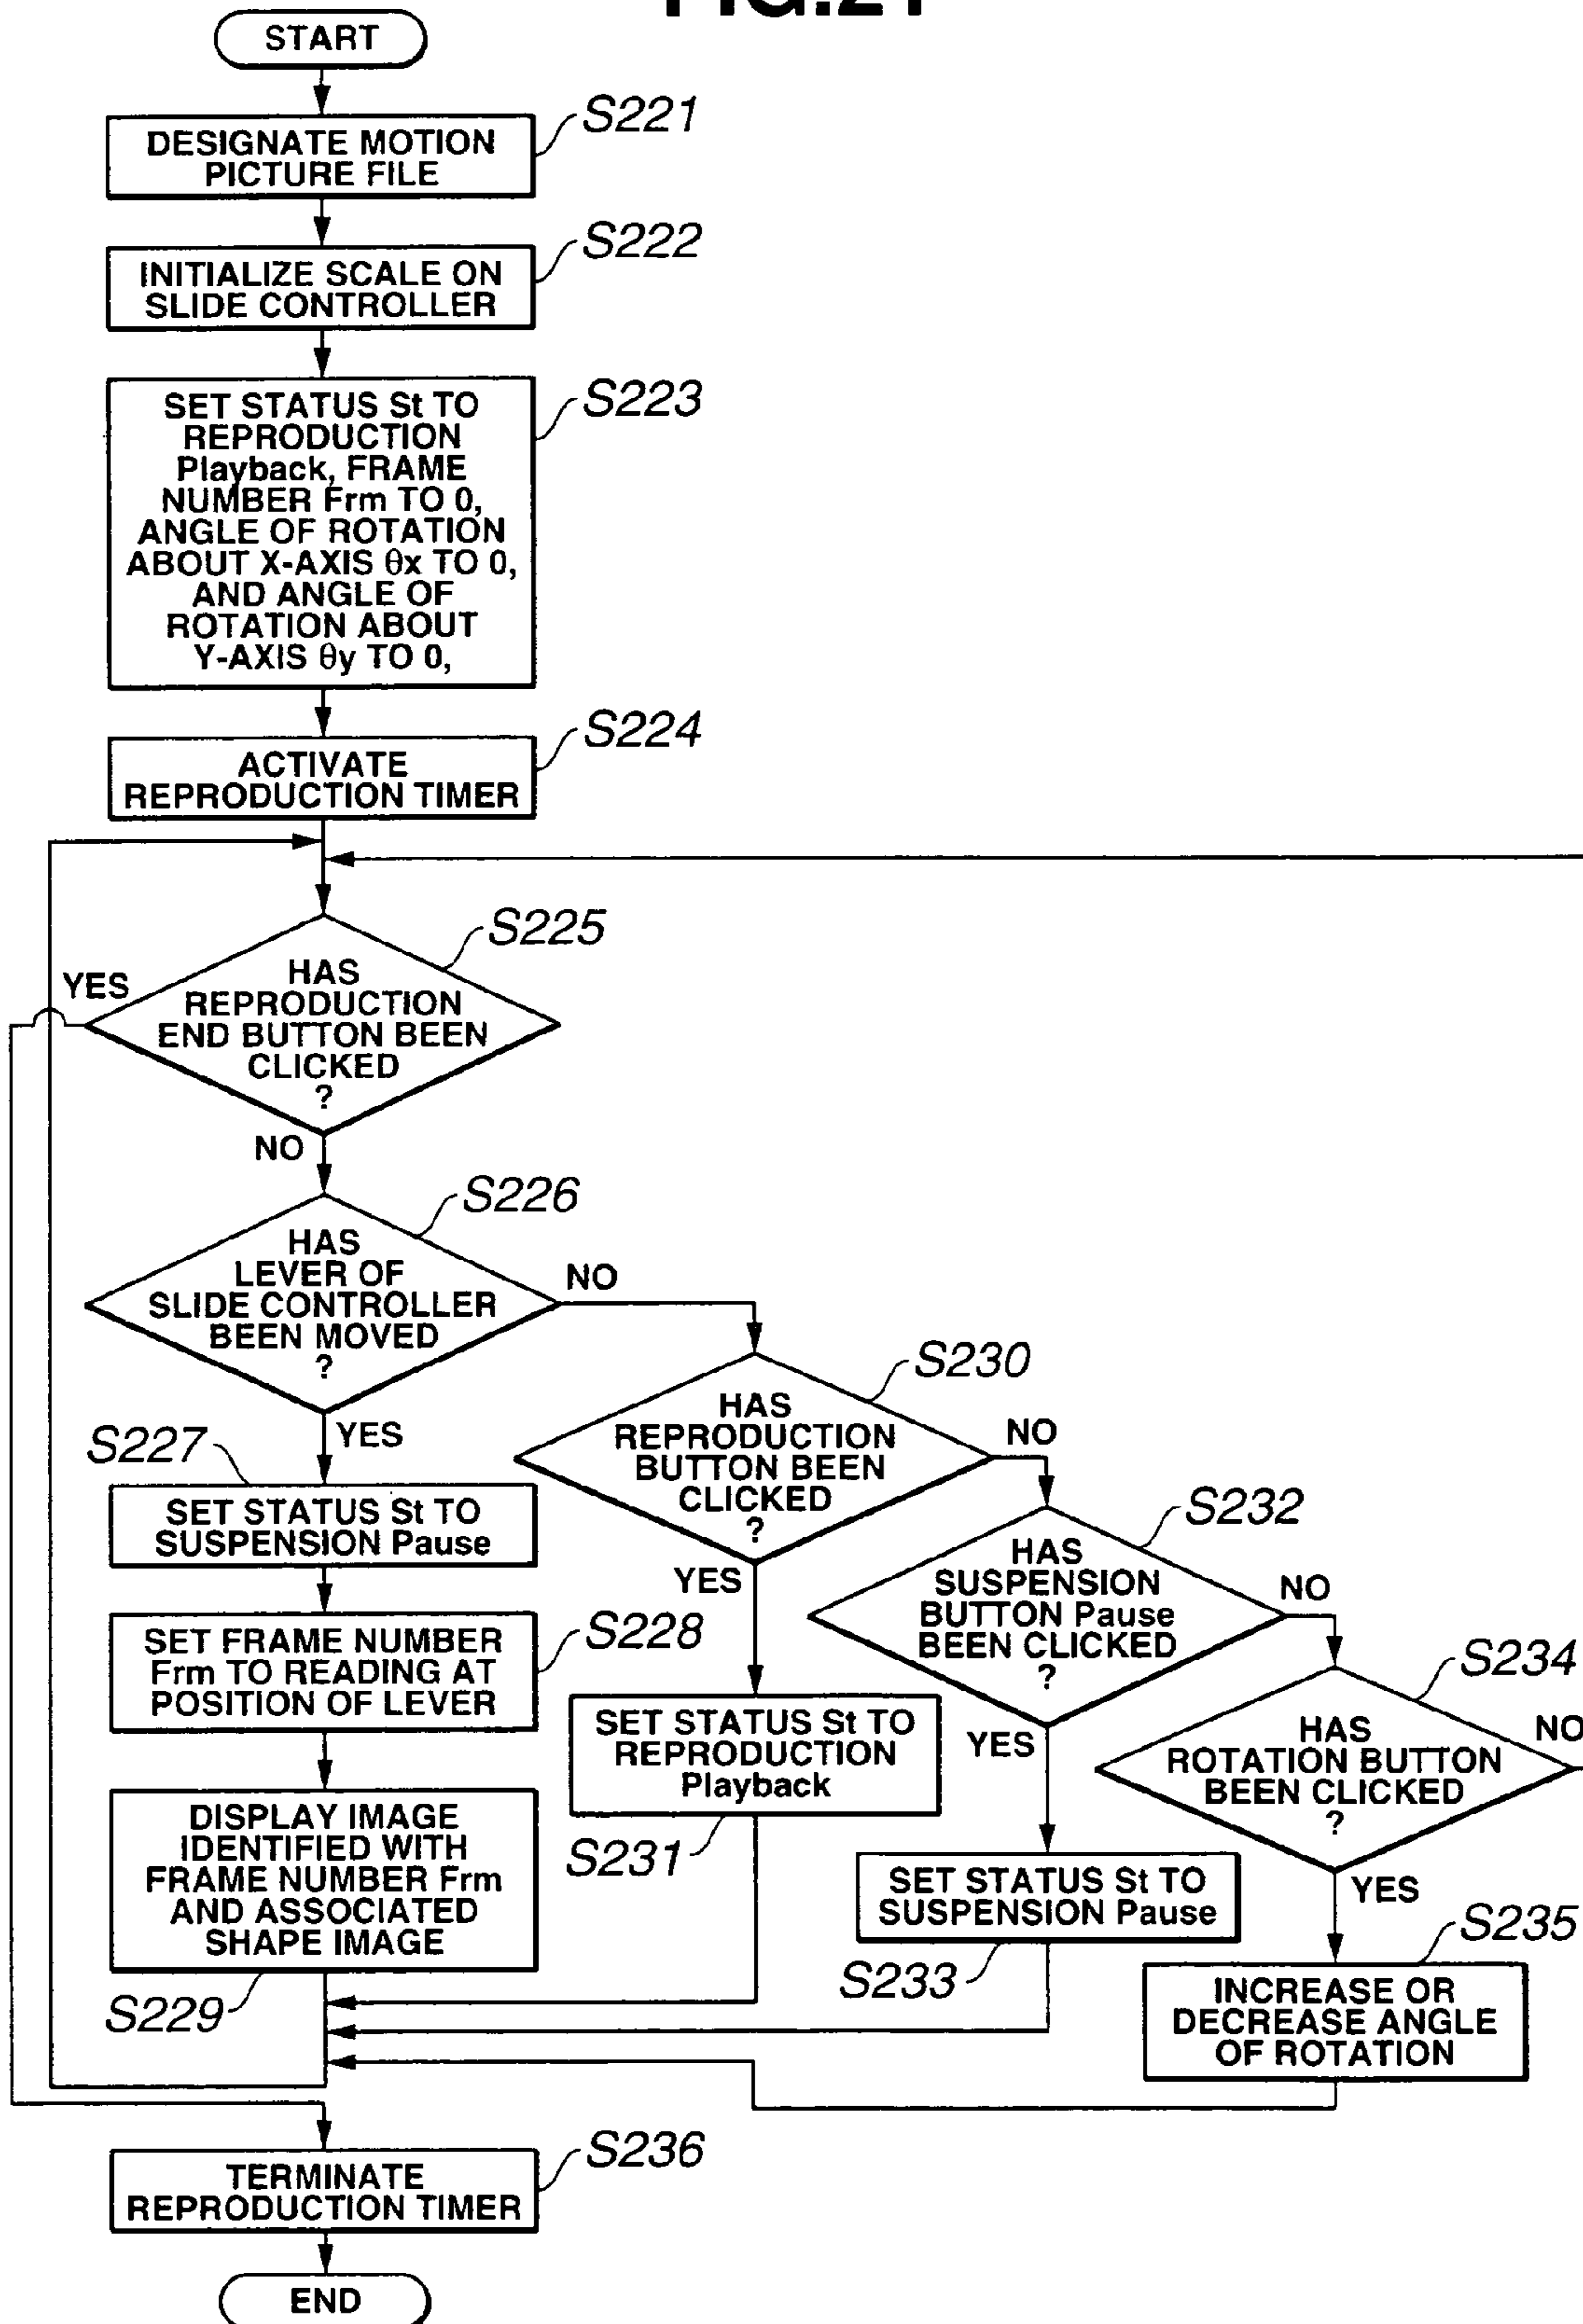 FIG.21
START
S221
DESIGNATE MOTION
PICTURE FILE
S222
INITIALIZE SCALE ON
SLIDE CONTROLLER
S223
SET STATUS St TO
REPRODUCTION
Playback, FRAME
NUMBER Frm TO 0,
ANGLE OF ROTATION
ABOUT X-AXIS θx TO 0,
AND ANGLE OF
ROTATION ABOUT
Y-AXIS θy TO 0,
S224
ACTIVATE
REPRODUCTION TIMER
S225
YES
HAS
REPRODUCTION
END BUTTON BEEN
CLICKED
?
NO
S226
HAS
LEVER OF
SLIDE CONTROLLER
BEEN MOVED
?
NO
YES
S227
SET STATUS St TO
SUSPENSION Pause
S228
SET FRAME NUMBER
Frm TO READING AT
POSITION OF LEVER
DISPLAY IMAGE
IDENTIFIED WITH
FRAME NUMBER Frm
AND ASSOCIATED
SHAPE IMAGE
S229
S230
HAS
REPRODUCTION
BUTTON BEEN
CLICKED
?
NO
YES
SET STATUS St TO
REPRODUCTION
Playback
S231
S232
HAS
SUSPENSION
BUTTON Pause
BEEN CLICKED
?
NO
YES
SET STATUS St TO
SUSPENSION Pause
S233
S234
HAS
ROTATION BUTTON
BEEN CLICKED
?
NO
YES
S235
INCREASE OR
DECREASE ANGLE
OF ROTATION
S236
TERMINATE
REPRODUCTION TIMER
END